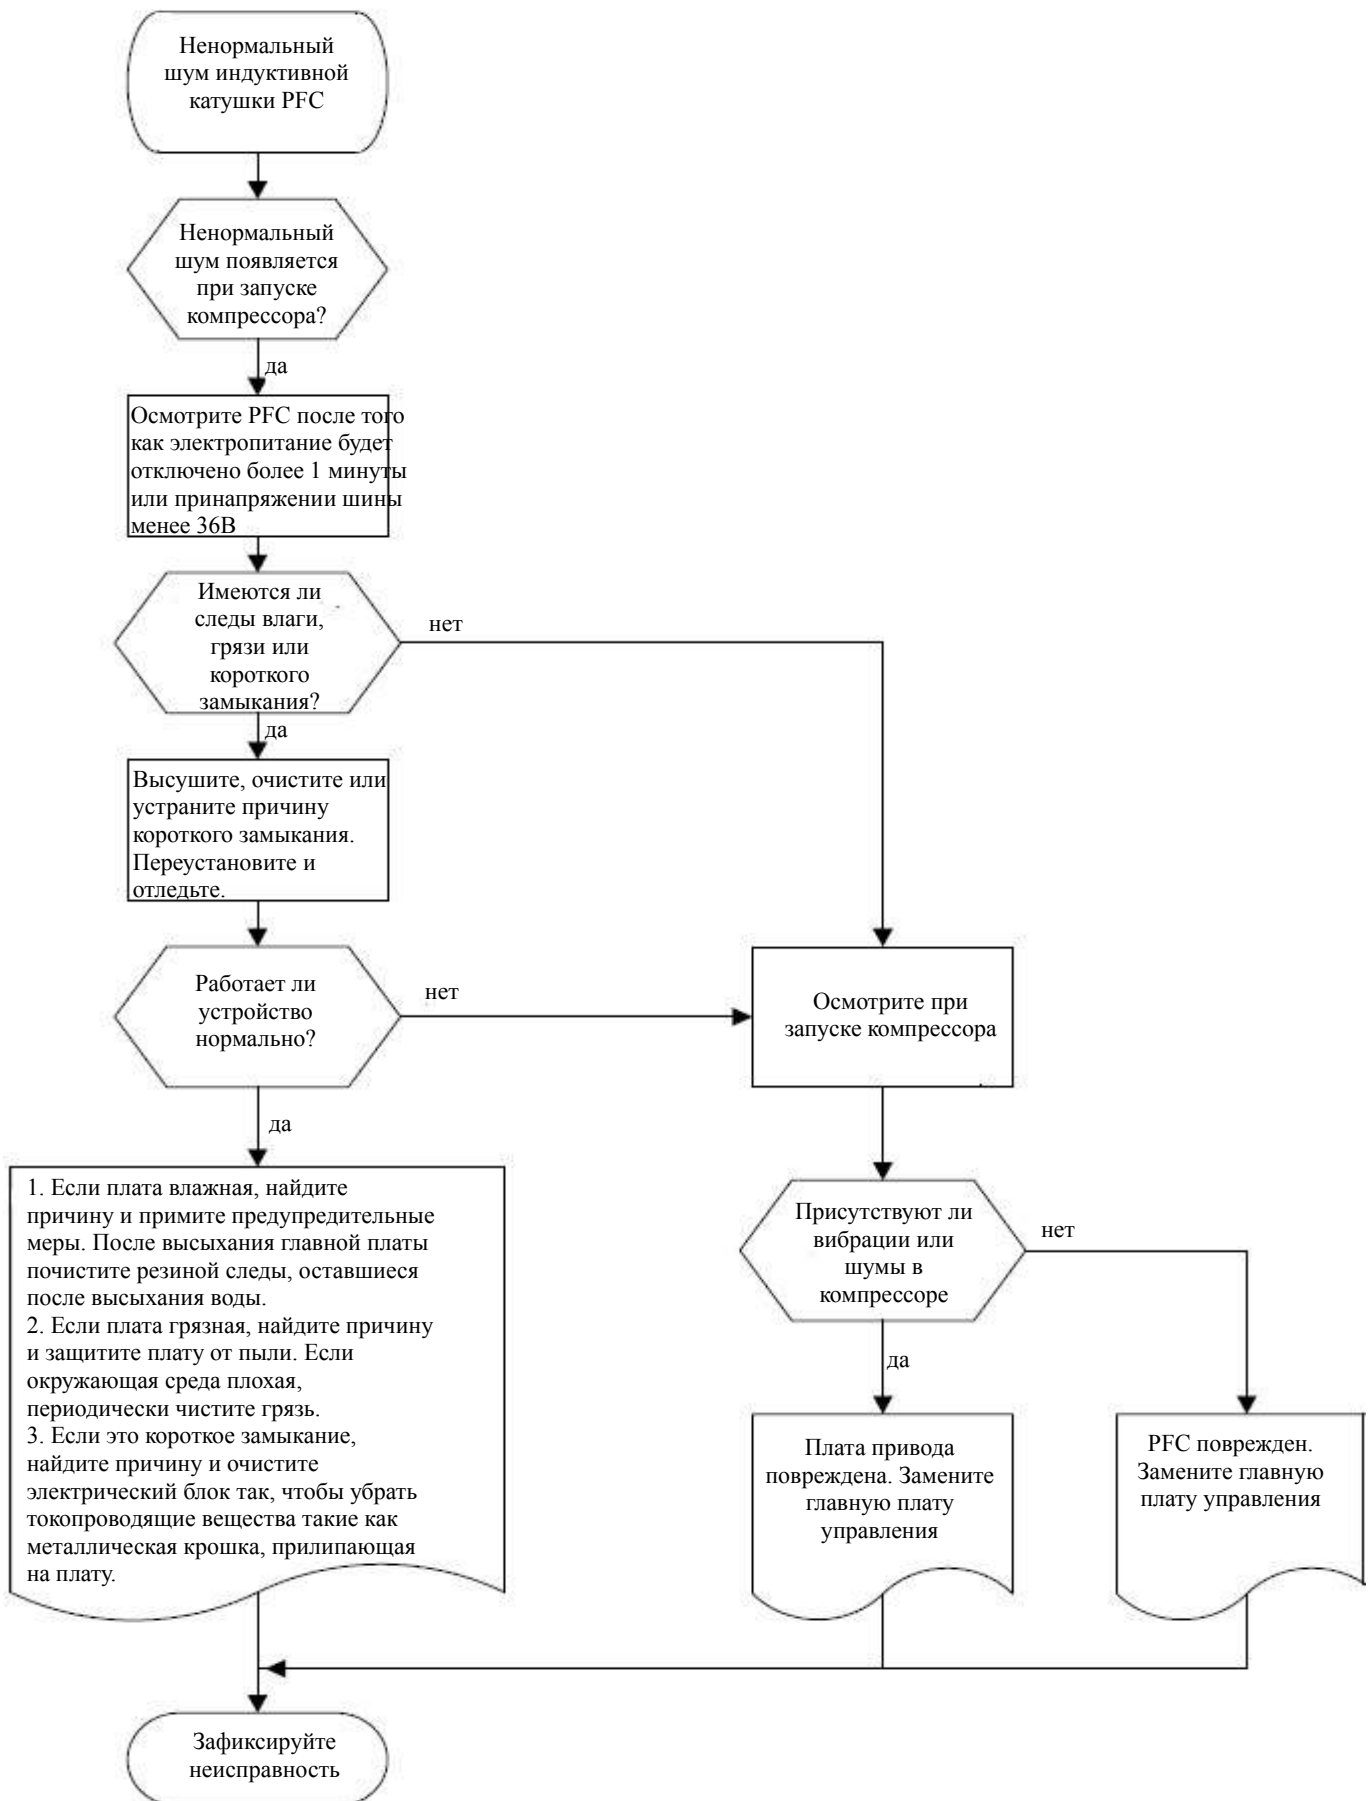 Ненормальный
шум индуктивной
катушки PFC
Ненормальный
шум появляется
при запуске
компрессора?
да
Осмотрите PFC после того
как электропитание будет
отключено более 1 минуты
или принапряжении шины
менее 36В
Имеются ли
следы влаги,
грязи или
короткого
замыкания?
нет
да
Высушите, очистите или
устраните причину
короткого замыкания.
Переустановите и
отледьте.
Работает ли
устройство
нормально?
нет
Осмотрите при
запуске компрессора
да
1. Если плата влажная, найдите
причину и примите предупредительные
меры. После высыхания главной платы
почистите резиной следы, оставшиеся
после высыхания воды.
2. Если плата грязная, найдите причину
и защитите плату от пыли. Если
окружающая среда плохая,
периодически чистите грязь.
3. Если это короткое замыкание,
найдите причину и очистите
электрический блок так, чтобы убрать
токопроводящие вещества такие как
металлическая крошка, прилипающая
на плату.
Присутствуют ли
вибрации или
шумы в
компрессоре
нет
да
Плата привода
повреждена. Замените
главную плату
управления
PFC поврежден.
Замените главную
плату управления
Зафиксируйте
неисправность